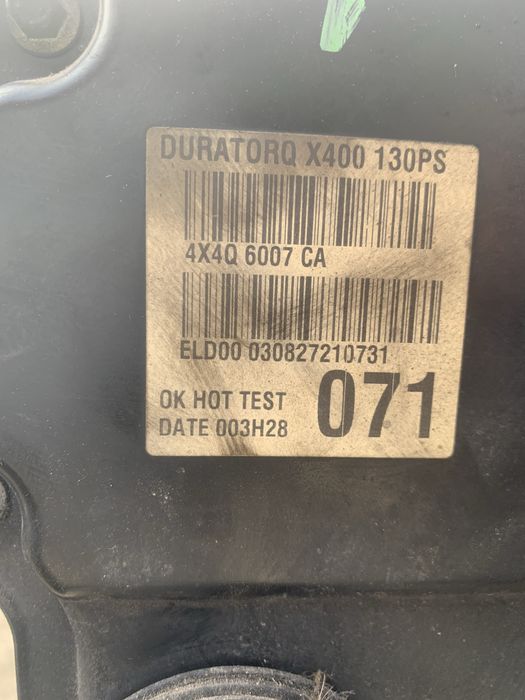 DURATORQ X400 130PS
4X4Q 6007 CA
ELD00 030827210731
OK HOT TEST
DATE 003H28
071